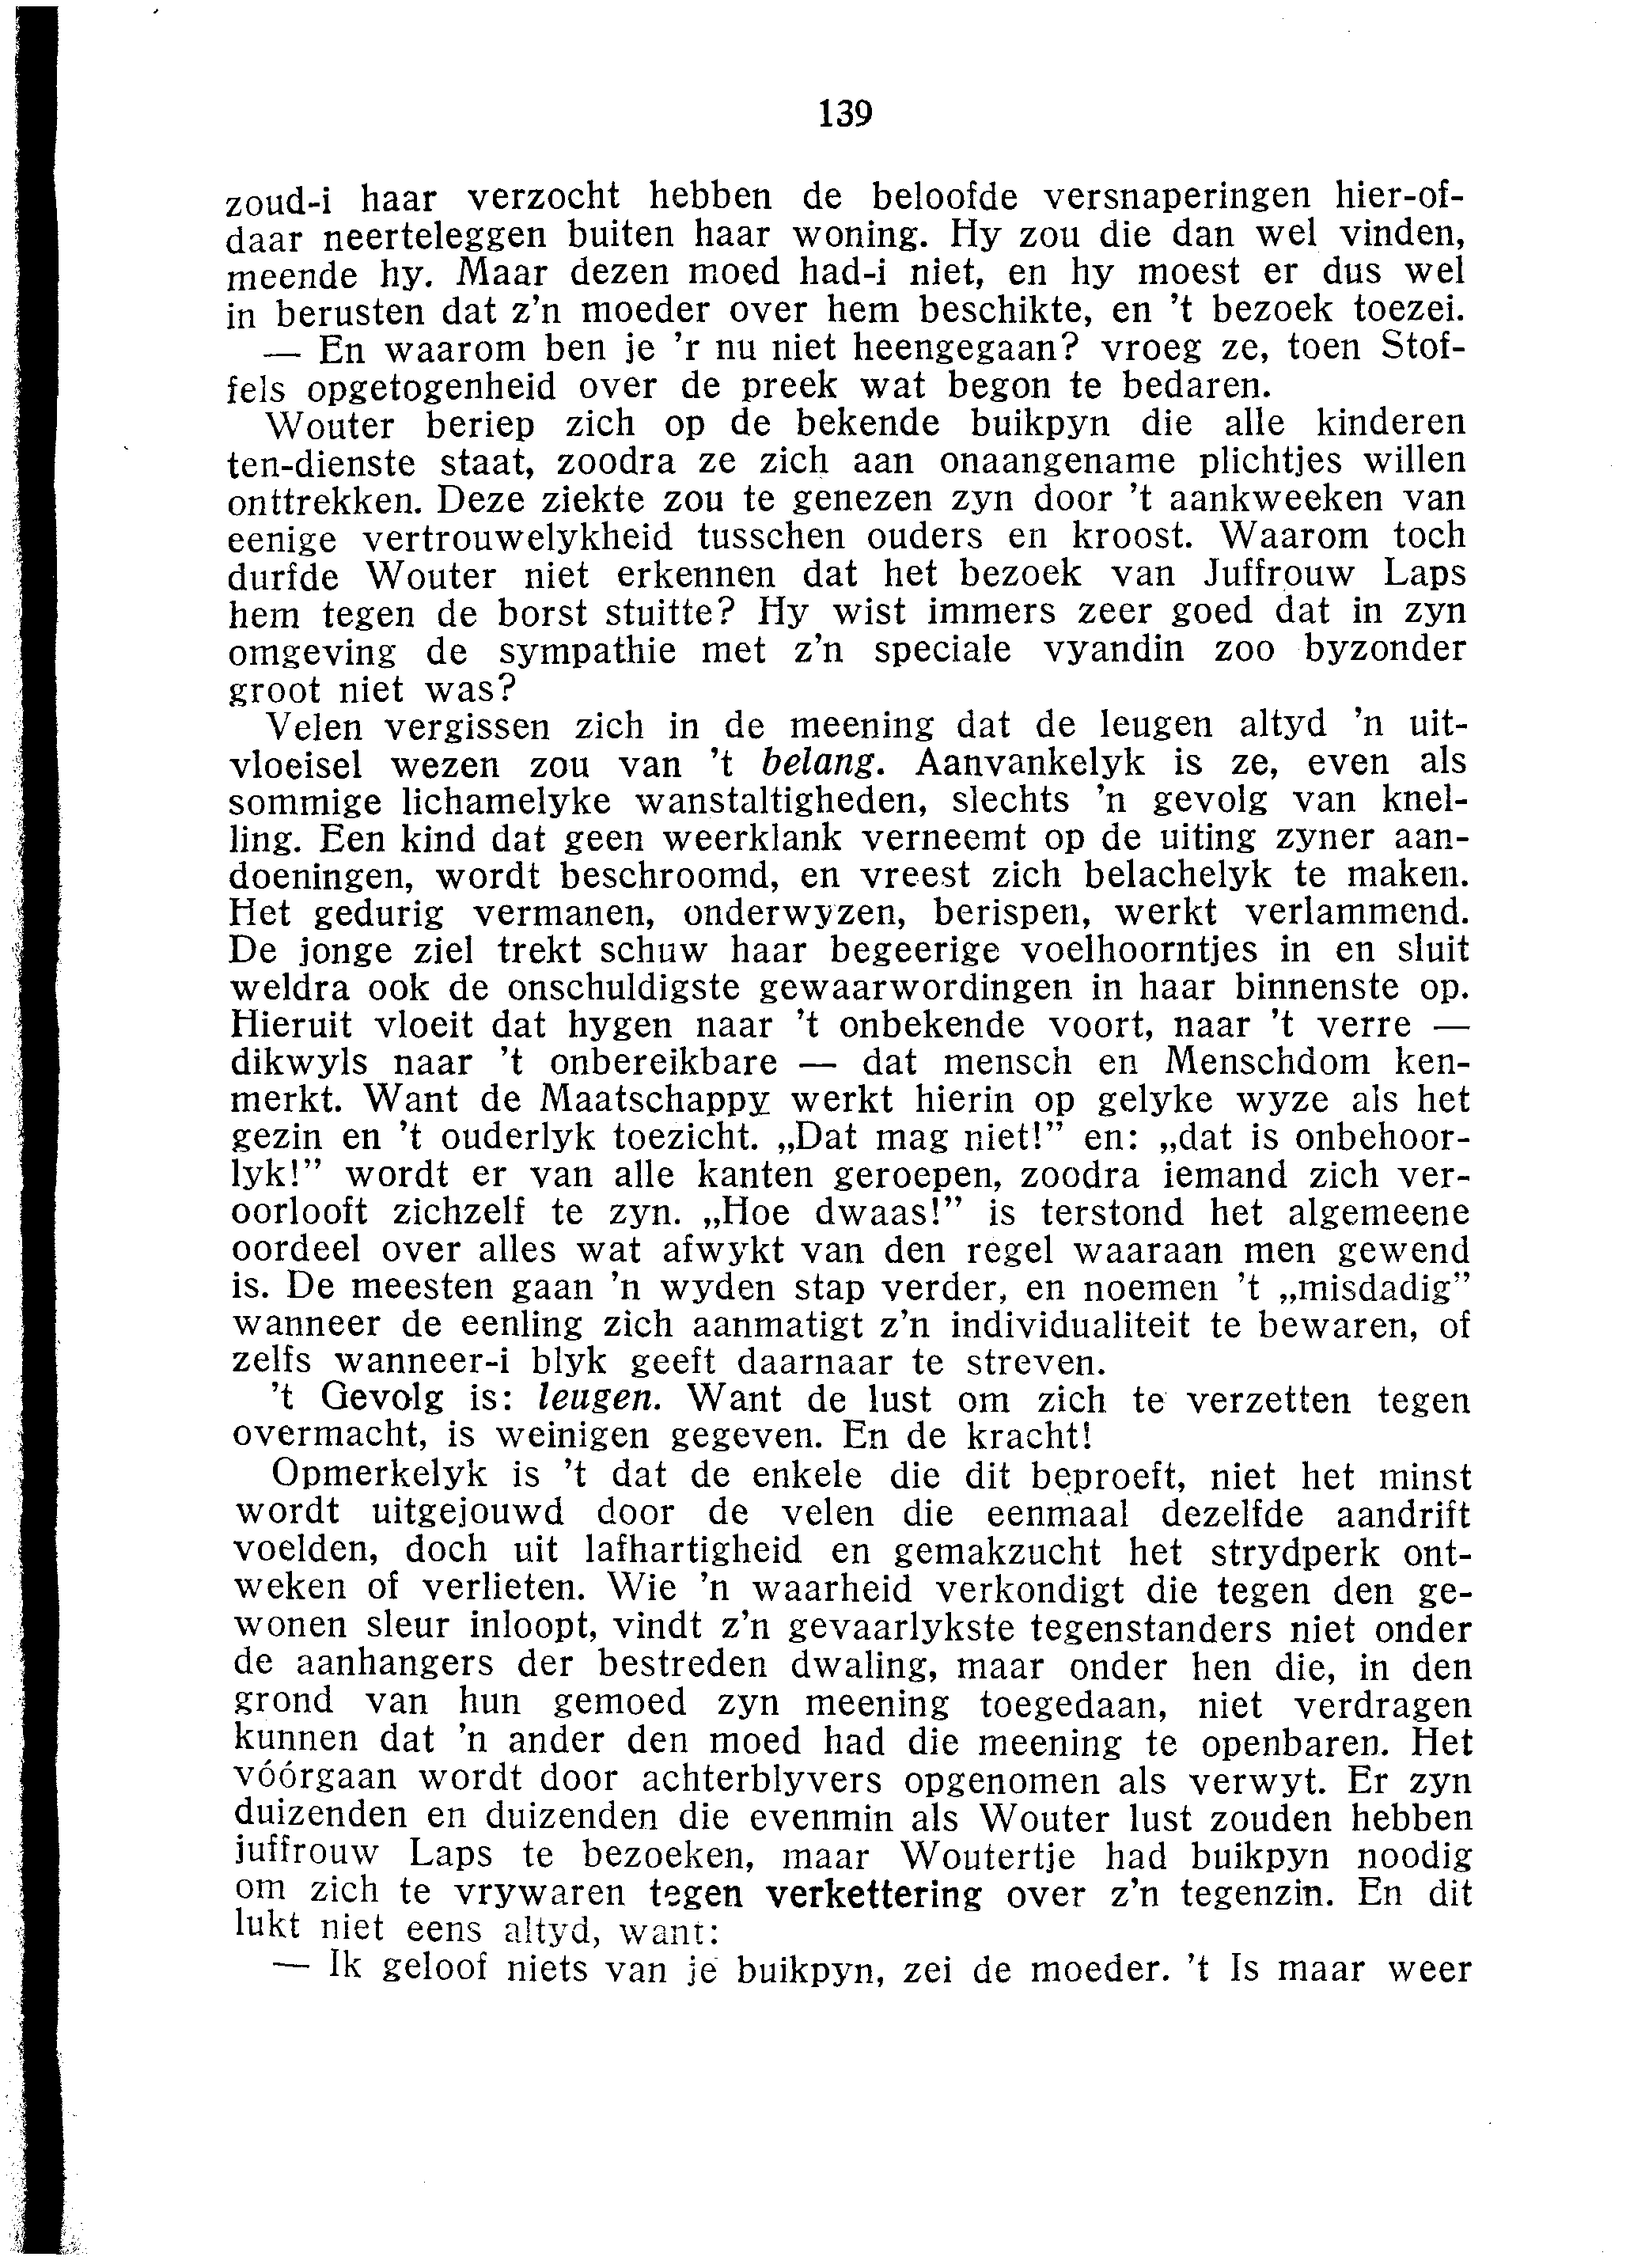 139
zoud-i haar verzocht hebben de beloofde versnaperingen hier-of-
daar neerteleggen buiten haar woning. Hy zou die dan wel vinden,
meende hy. Maar dezen moed had-i niet, en hy moest er dus wel
in berusten dat z'n moeder over hem beschikte, en 't bezoek toezei.
— En waarom ben je 'r nu niet heengegaan? vroeg ze, toen Stof-
fels opgetogenheid over de preek wat begon te bedaren.
Wouter beriep zich op de bekende buikpyn die alle kinderen
ten-dienste staat, zoodra ze zich aan onaangename plichtjes willen
onttrekken. Deze ziekte zou te genezen zyn door 't aankweeken van
eenige vertrouwelykheid tusschen ouders en kroost. Waarom toch
durfde Wouter niet erkennen dat het bezoek van Juffrouw Laps
hem tegen de borst stuitte? Hy wist immers zeer goed dat in zyn
omgeving de sympathie met z'n speciale vyandin zoo byzonder
groot niet was?
Velen vergissen zich in de meening dat de leugen altyd 'n uit-
vloeisel wezen zou van 't belang. Aanvankelyk is ze, even als
sommige lichamelyke wanstaltigheden, slechts 'n gevolg van knel-
ling. Een kind dat geen weerklank verneemt op de uiting zyner aan-
doeningen, wordt beschroomd, en vreest zich belachelyk te maken.
Het gedurig vermanen, onderwyzen, berispen, werkt verlammend.
De jonge ziel trekt schuw haar begeerige voelhoorntjes in en sluit
weldra ook de onschuldigste gewaarwordingen in haar binnenste op.
Hieruit vloeit dat hygen naar 't onbekende voort, naar 't verre —
dikwyls naar 't onbereikbare — dat mensch en Menschdom ken-
merkt. Want de Maatschappy werkt hierin op gelyke wyze als het
gezin en 't ouderlyk toezicht. „Dat mag niet!” en: „dat is onbehoor-
lyk!” wordt er van alle kanten geroepen, zoodra iemand zich ver-
oorlooft zichzelf te zyn. „Hoe dwaas!” is terstond het algemeene
oordeel over alles wat afwykt van den regel waaraan men gewend
is. De meesten gaan 'n wyden stap verder, en noemen 't „misdadig”
wanneer de eenling zich aanmatigt z'n individualiteit te bewaren, of
zelfs wanneer-i blyk geeft daarnaar te streven.
't Gevolg is: leugen. Want de lust om zich te verzetten tegen
overmacht, is weinigen gegeven. En de kracht!
Opmerkelyk is 't dat de enkele die dit beproeft, niet het minst
wordt uitgejouwd door de velen die eenmaal dezelfde aandrift
voelden, doch uit lafhartigheid en gemakzucht het strydperk ont-
weken of verlieten. Wie 'n waarheid verkondigt die tegen den ge-
wonen sleur inloopt, vindt z'n gevaarlykste tegenstanders niet onder
de aanhangers der bestreden dwaling, maar onder hen die, in den
grond van hun gemoed zyn meening toegedaan, niet verdragen
kunnen dat 'n ander den moed had die meening te openbaren. Het
vóórgaan wordt door achterblyvers opgenomen als verwyt. Er zyn
duizenden en duizenden die evenmin als Wouter lust zouden hebben
juffrouw Laps te bezoeken, maar Woutertje had buikpyn noodig
om zich te vrywaren tegen verkettering over z'n tegenzin. En dit
lukt niet eens altyd, want:
— Ik geloof niets van je buikpyn, zei de moeder. 't Is maar weer